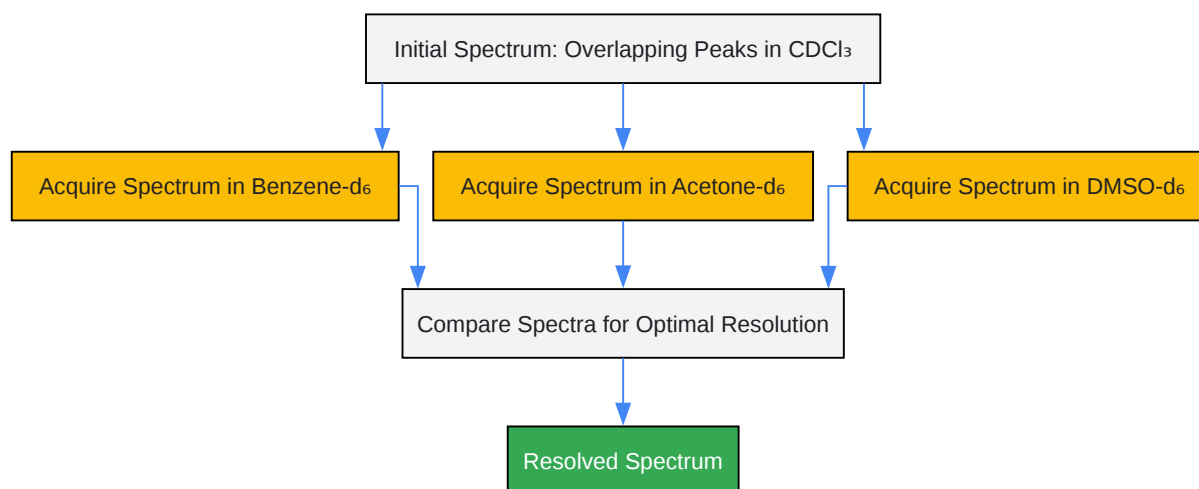 Initial Spectrum: Overlapping Peaks in CDCl₃
Acquire Spectrum in Benzene-d₆
Acquire Spectrum in Acetone-d₆
Acquire Spectrum in DMSO-d₆
Compare Spectra for Optimal Resolution
Resolved Spectrum